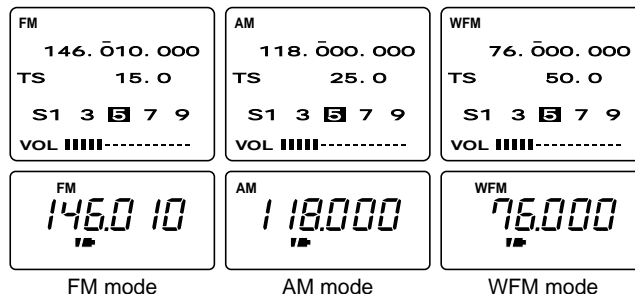 FM
146.010.000
TS 15.0
S1 3 5 7 9
VOL
AM
118.000.000
TS 25.0
S1 3 5 7 9
VOL
WFM
76.000.000
TS 50.0
S1 3 5 7 9
VOL
FM
146.010
AM
118.000
WFM
76.000
FM mode
AM mode
WFM mode